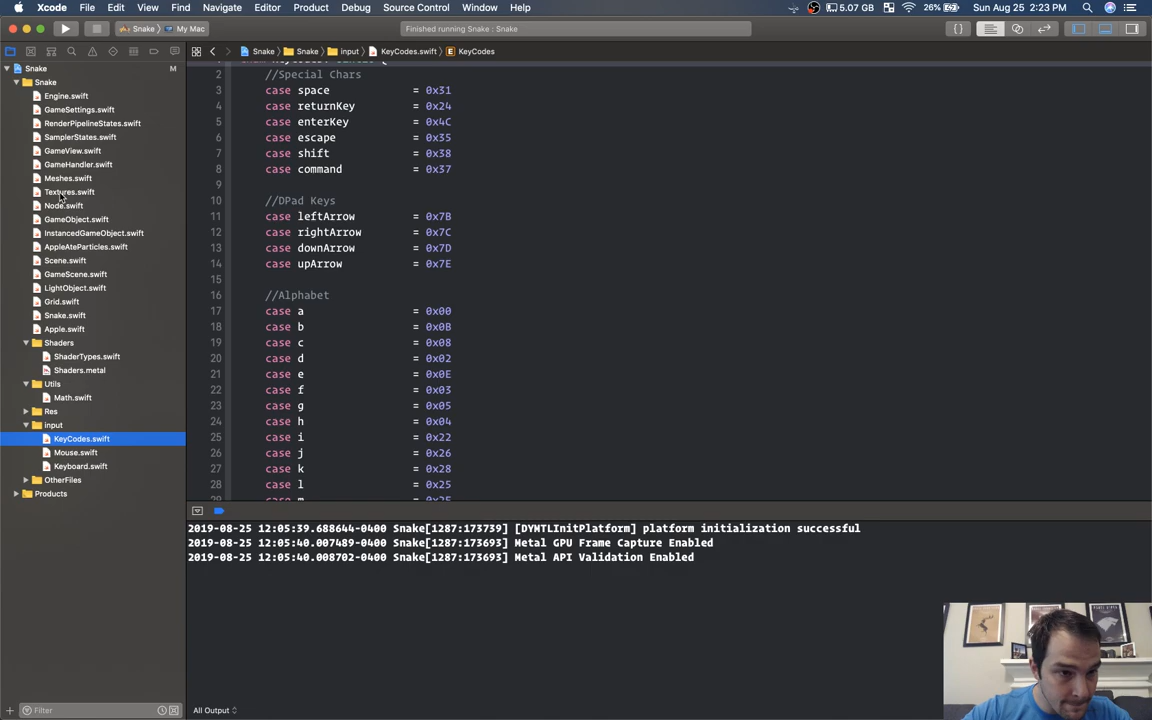 Xcode File Edit View Find Navigate Editor Product Debug Source Control Window Help 5.07 GB 26% Sun Aug 25 2:23 PM
Snake My Mac Finished running Snake : Snake
Snake Snake input KeyCodes.swift E KeyCodes
Snake M
Snake
Engine.swift
GameSettings.swift
RenderPipelineStates.swift
SamplerStates.swift
GameView.swift
GameHandler.swift
Meshes.swift
Textures.swift
Node.swift
GameObject.swift
InstancedGameObject.swift
AppleAteParticles.swift
Scene.swift
GameScene.swift
LightObject.swift
Grid.swift
Snake.swift
Apple.swift
Shaders
ShaderTypes.swift
Shaders.metal
Utils
Math.swift
Res
input
KeyCodes.swift
Mouse.swift
Keyboard.swift
OtherFiles
Products
Filter
2 //Special Chars
3 case space = 0x31
4 case returnKey = 0x24
5 case enterKey = 0x4C
6 case escape = 0x35
7 case shift = 0x38
8 case command = 0x37
9
10 //DPad Keys
11 case leftArrow = 0x7B
12 case rightArrow = 0x7C
13 case downArrow = 0x7D
14 case upArrow = 0x7E
15
16 //Alphabet
17 case a = 0x00
18 case b = 0x0B
19 case c = 0x08
20 case d = 0x02
21 case e = 0x0E
22 case f = 0x03
23 case g = 0x05
24 case h = 0x04
25 case i = 0x22
26 case j = 0x26
27 case k = 0x28
28 case l = 0x25
2019-08-25 12:05:39.688644-0400 Snake[1287:173739] [DYMTLInitPlatform] platform initialization successful
2019-08-25 12:05:40.007489-0400 Snake[1287:173693] Metal GPU Frame Capture Enabled
2019-08-25 12:05:40.008702-0400 Snake[1287:173693] Metal API Validation Enabled
All Output